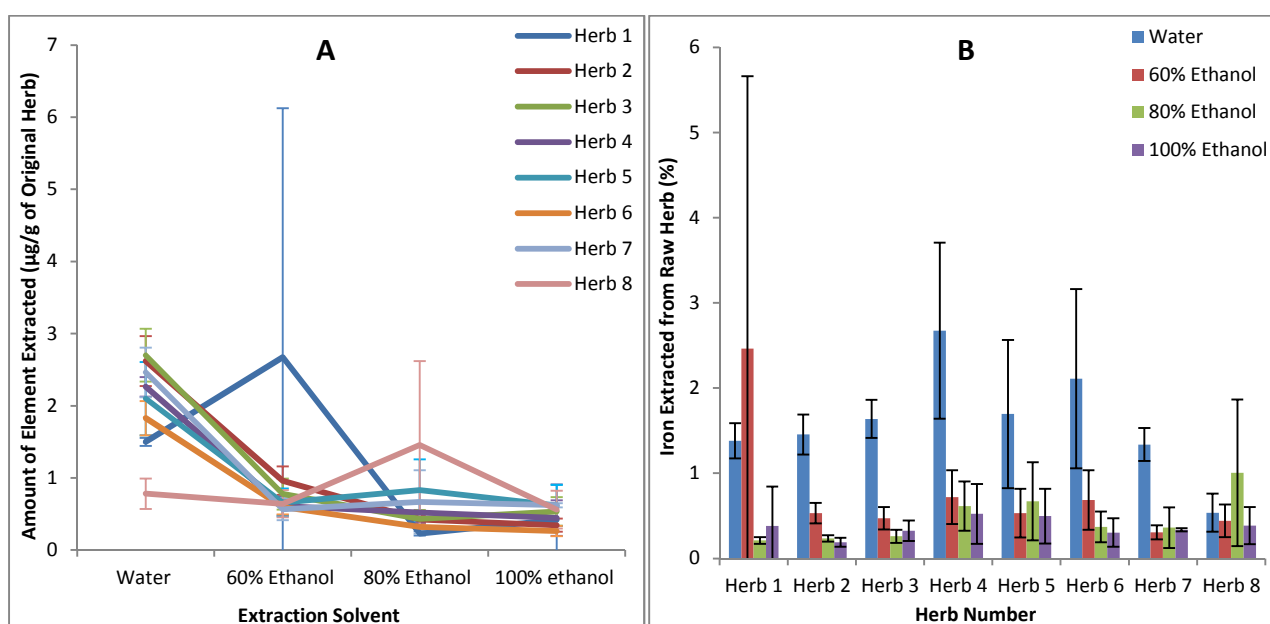 A
Amount of Element Extracted (µg/g of Original Herb)
7
6
5
4
3
2
1
0
Water
60% Ethanol
80% Ethanol
100% ethanol
Extraction Solvent
Herb 1
Herb 2
Herb 3
Herb 4
Herb 5
Herb 6
Herb 7
Herb 8
B
Iron Extracted from Raw Herb (%)
6
5
4
3
2
1
0
Herb 1 Herb 2 Herb 3 Herb 4 Herb 5 Herb 6 Herb 7 Herb 8
Herb Number
Water
60% Ethanol
80% Ethanol
100% Ethanol